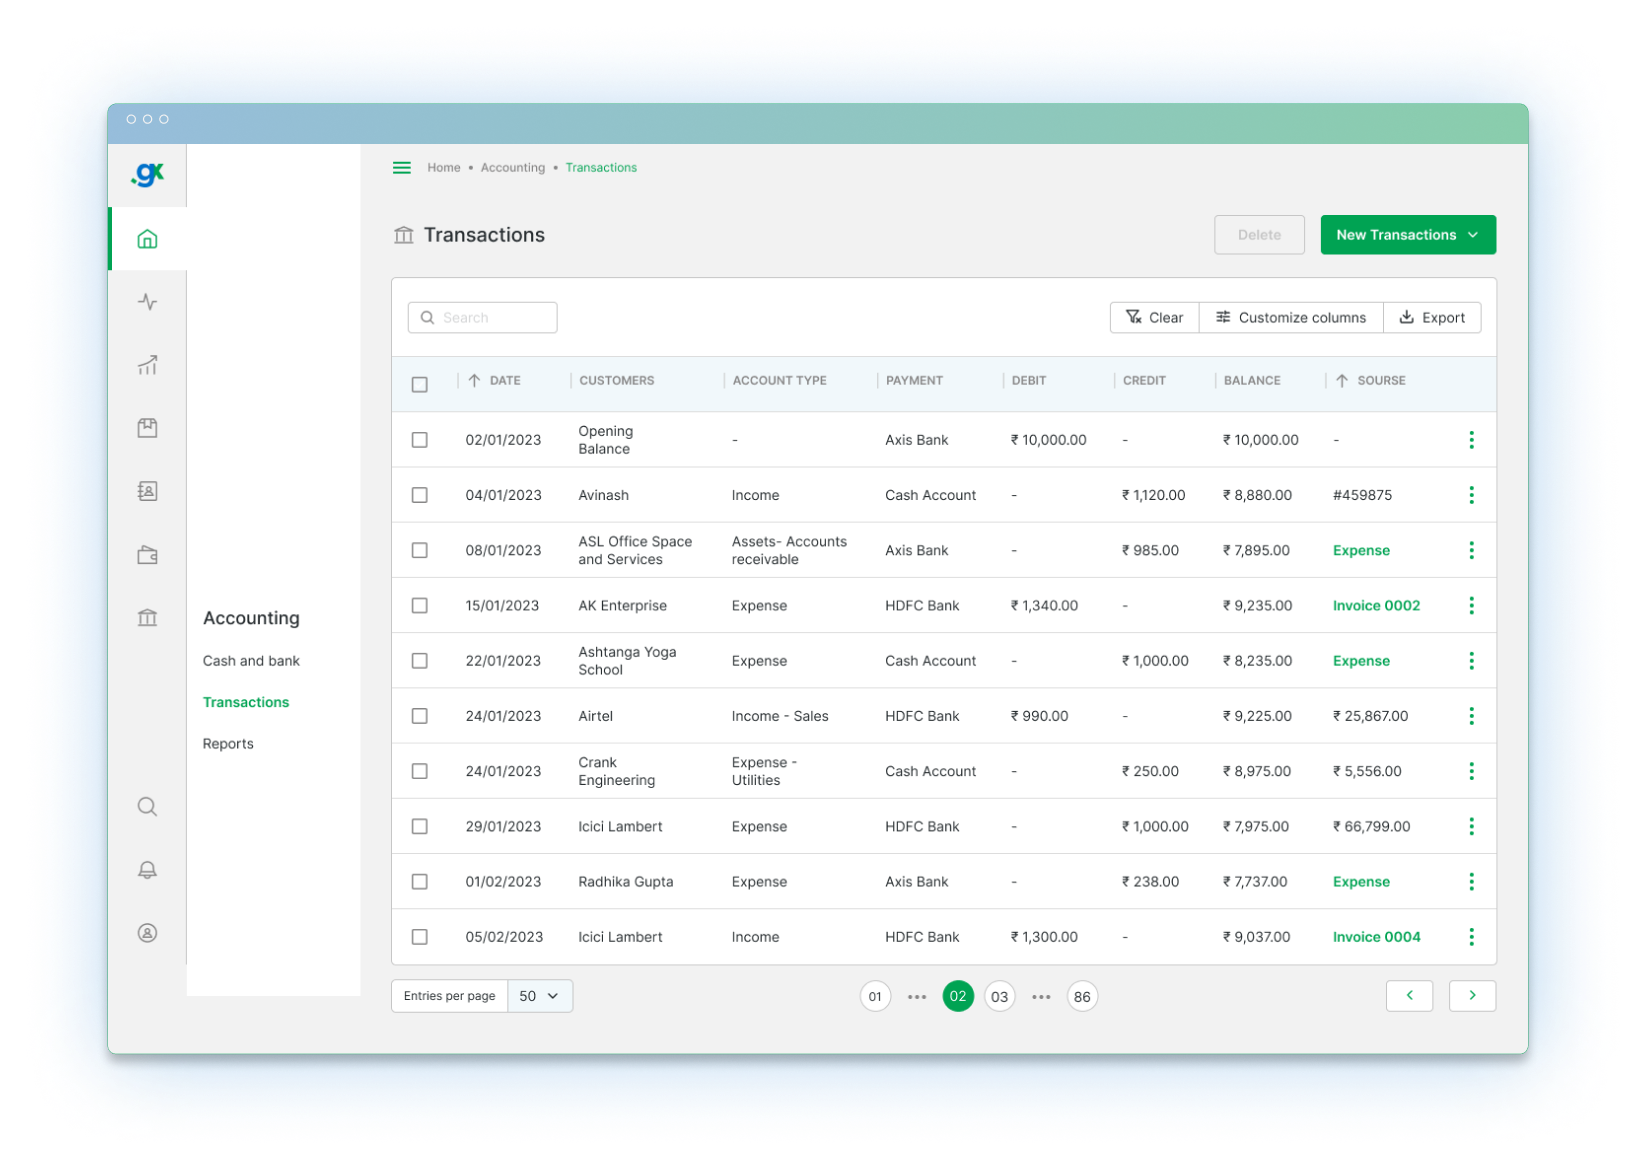 .gx
Home • Accounting • Transactions
Transactions
Delete
New Transactions
Search
Clear
Customize columns
Export
DATE CUSTOMERS ACCOUNT TYPE PAYMENT DEBIT CREDIT BALANCE SOURSE
02/01/2023 Opening Balance - Axis Bank ₹ 10,000.00 - ₹ 10,000.00 -
04/01/2023 Avinash Income Cash Account - ₹ 1,120.00 ₹ 8,880.00 #459875
08/01/2023 ASL Office Space and Services Assets- Accounts receivable Axis Bank - ₹ 985.00 ₹ 7,895.00 Expense
15/01/2023 AK Enterprise Expense HDFC Bank ₹ 1,340.00 - ₹ 9,235.00 Invoice 0002
22/01/2023 Ashtanga Yoga School Expense Cash Account - ₹ 1,000.00 ₹ 8,235.00 Expense
24/01/2023 Airtel Income - Sales HDFC Bank ₹ 990.00 - ₹ 9,225.00 ₹ 25,867.00
24/01/2023 Crank Engineering Expense - Utilities Cash Account - ₹ 250.00 ₹ 8,975.00 ₹ 5,556.00
29/01/2023 Icici Lambert Expense HDFC Bank - ₹ 1,000.00 ₹ 7,975.00 ₹ 66,799.00
01/02/2023 Radhika Gupta Expense Axis Bank - ₹ 238.00 ₹ 7,737.00 Expense
05/02/2023 Icici Lambert Income HDFC Bank ₹ 1,300.00 - ₹ 9,037.00 Invoice 0004
Accounting
Cash and bank
Transactions
Reports
Entries per page 50
01 ••• 02 03 ••• 86